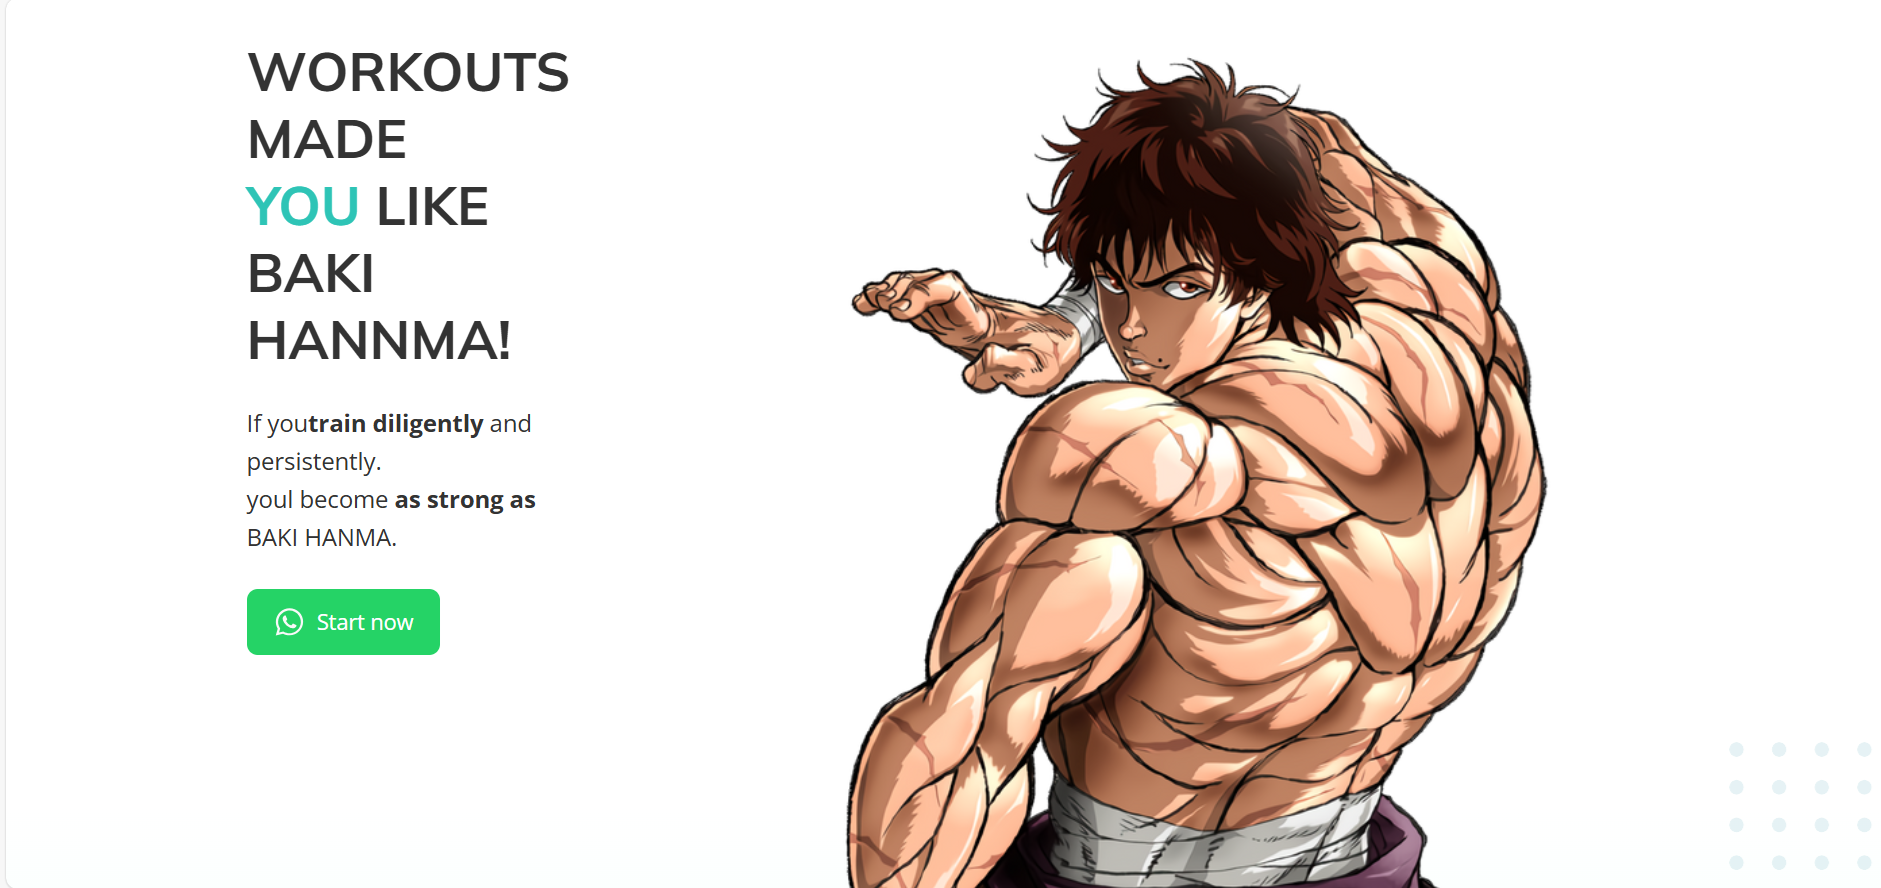 WORKOUTS
MADE
YOU LIKE
BAKI
HANNMA!
If youtrain diligently and
persistently.
youl become as strong as
BAKI HANMA.
Start now